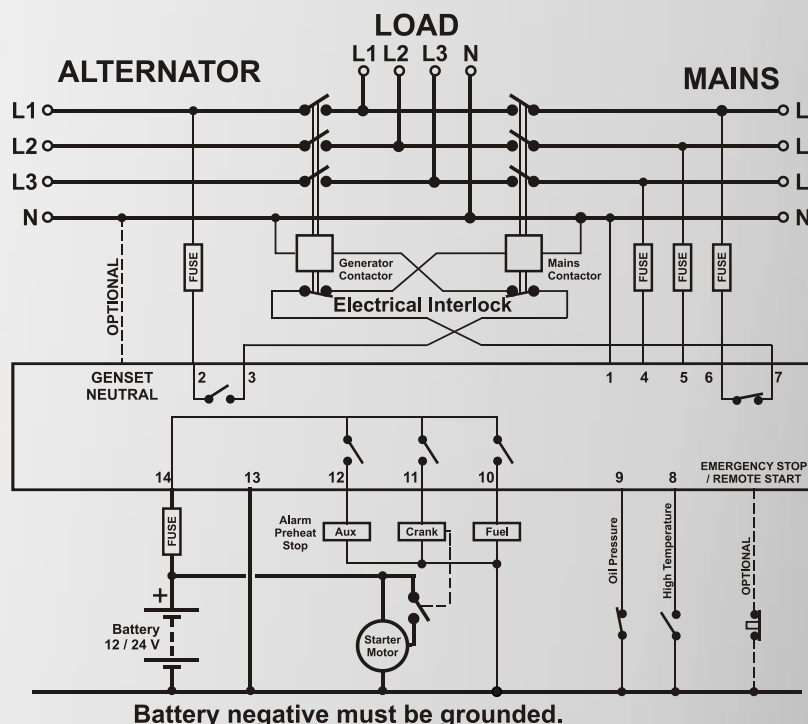 LOAD
L1 L2 L3 N
ALTERNATOR
MAINS
L1
L
L2
L
L3
L
N
N
Generator
Contactor
Mains
Contactor
FUSE
FUSE
FUSE
FUSE
OPTIONAL
Electrical Interlock
GENSET
NEUTRAL
2 3 1 4 5 6 7
14 13 12 11 10 9 8
EMERGENCY STOP
/ REMOTE START
FUSE
Alarm
Preheat
Stop
Aux
Crank
Fuel
Oil Pressure
High Temperature
OPTIONAL
+
Battery
12 / 24 V
Starter
Motor
Battery negative must be grounded.